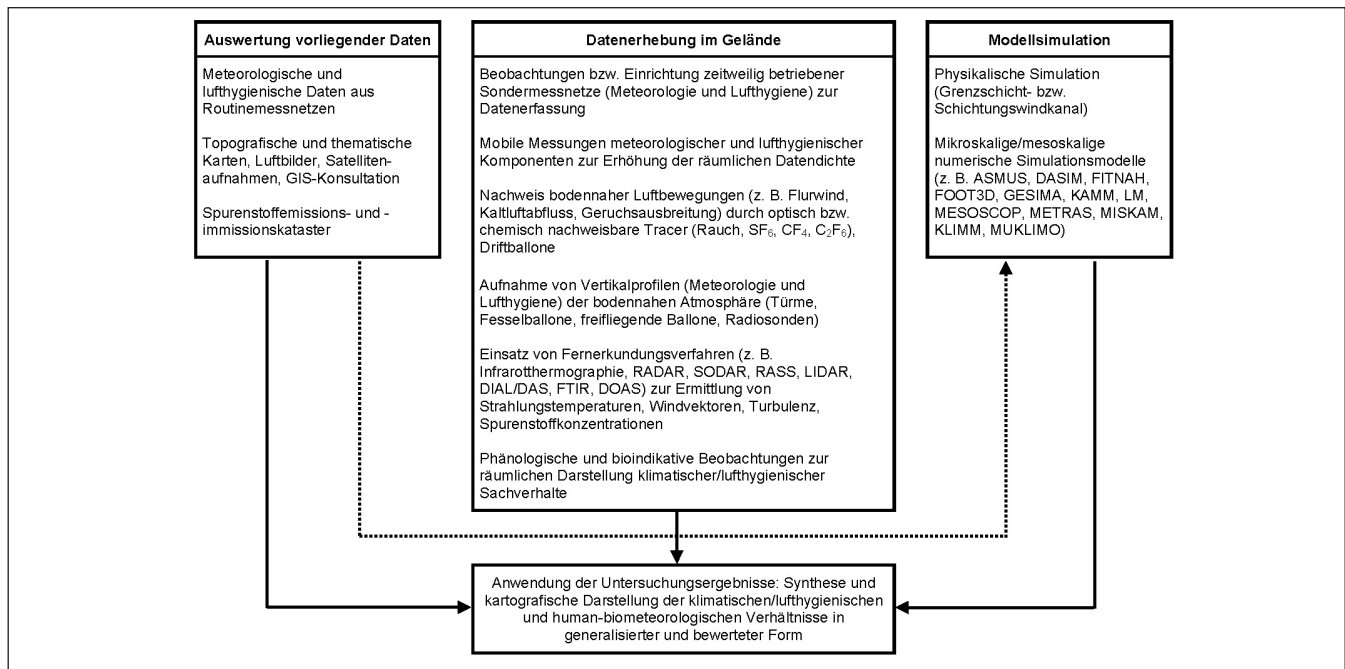 Auswertung vorliegender Daten
Meteorologische und
lufthygienische Daten aus
Routinemessnetzen
Topografische und thematische
Karten, Luftbilder, Satelliten-
aufnahmen, GIS-Konsultation
Spurenstoffemissions- und -
immissionskataster
Datenerhebung im Gelände
Beobachtungen bzw. Einrichtung zeitweilig betriebener
Sondermessnetze (Meteorologie und Lufthygiene) zur
Datenerfassung
Mobile Messungen meteorologischer und lufthygienischer
Komponenten zur Erhöhung der räumlichen Datendichte
Nachweis bodennaher Luftbewegungen (z. B. Flurwind,
Kaltluftabfluss, Geruchsausbreitung) durch optisch bzw.
chemisch nachweisbare Tracer (Rauch, SF₆, CF₄, C₂F₆),
Driftballone
Aufnahme von Vertikalprofilen (Meteorologie und
Lufthygiene) der bodennahen Atmosphäre (Türme,
Fesselballone, freifliegende Ballone, Radiosonden)
Einsatz von Fernerkundungsverfahren (z. B.
Infrarotthermographie, RADAR, SODAR, RASS, LIDAR,
DIAL/DAS, FTIR, DOAS) zur Ermittlung von
Strahlungstemperaturen, Windvektoren, Turbulenz,
Spurenstoffkonzentrationen
Phänologische und bioindikative Beobachtungen zur
räumlichen Darstellung klimatischer/lufthygienischer
Sachverhalte
Modellsimulation
Physikalische Simulation
(Grenzschicht- bzw.
Schichtungswindkanal)
Mikroskalige/mesoskalige
numerische Simulationsmodelle
(z. B. ASMUS, DASIM, FITNAH,
FOOT3D, GESIMA, KAMM, LM,
MESOSCOP, METRAS, MISKAM,
KLIMM, MUKLIMO)
Anwendung der Untersuchungsergebnisse: Synthese und
kartografische Darstellung der klimatischen/lufthygienischen
und human-biometeorologischen Verhältnisse in
generalisierter und bewerteter Form